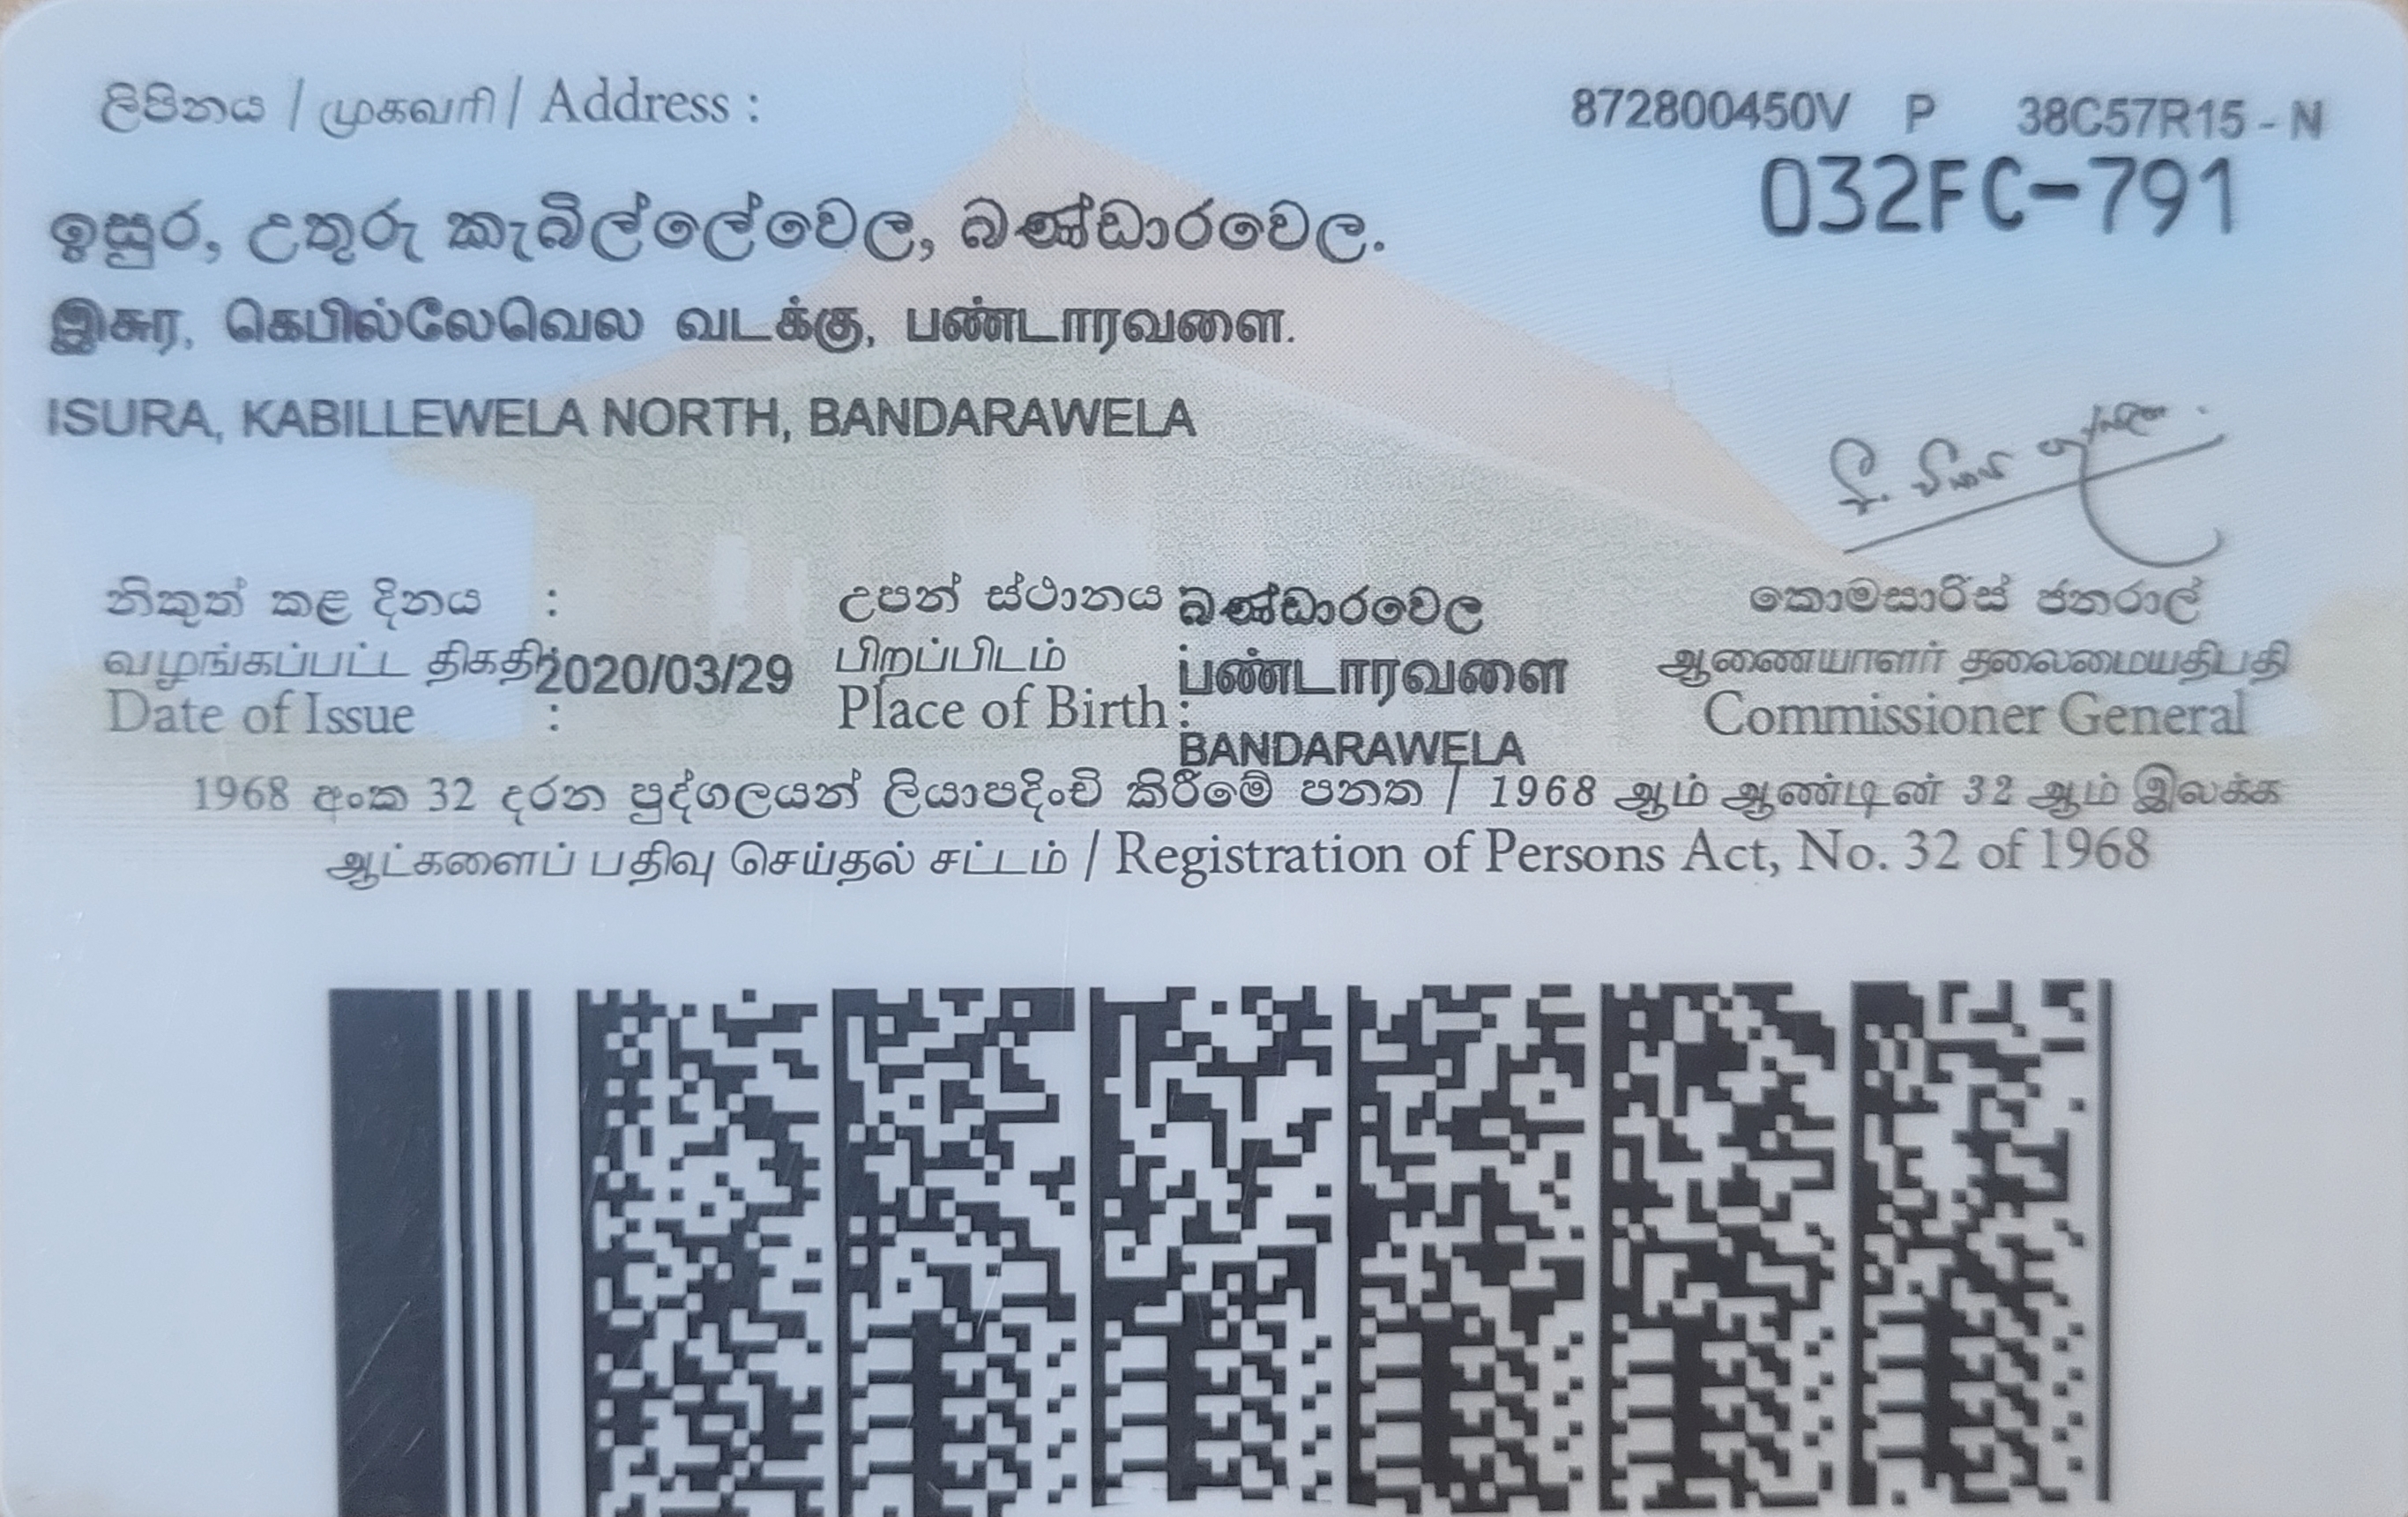 ලිපිනය / முகவரி / Address :
872800450V P 38C57R15 - N
032FC-791
ඉසුර, උතුරු කැබිල්ලේවෙල, බණ්ඩාරවෙල.
இசுர, கெபில்லேவெல வடக்கு, பண்டாரவளை.
ISURA, KABILLEWELA NORTH, BANDARAWELA
නිකුත් කළ දිනය :
வழங்கப்பட்ட திகதி: 2020/03/29
Date of Issue :
උපන් ස්ථානය බණ්ඩාරවෙල
பிறப்பிடம் : பண்டாரவளை
Place of Birth :
BANDARAWELA
කොමසාරිස් ජනරාල්
ஆணையாளர் தலைமையதிபதி
Commissioner General
1968 අංක 32 දරන පුද්ගලයන් ලියාපදිංචි කිරීමේ පනත / 1968 ஆம் ஆண்டின் 32 ஆம் இலக்க
ஆட்களைப் பதிவு செய்தல் சட்டம் / Registration of Persons Act, No. 32 of 1968